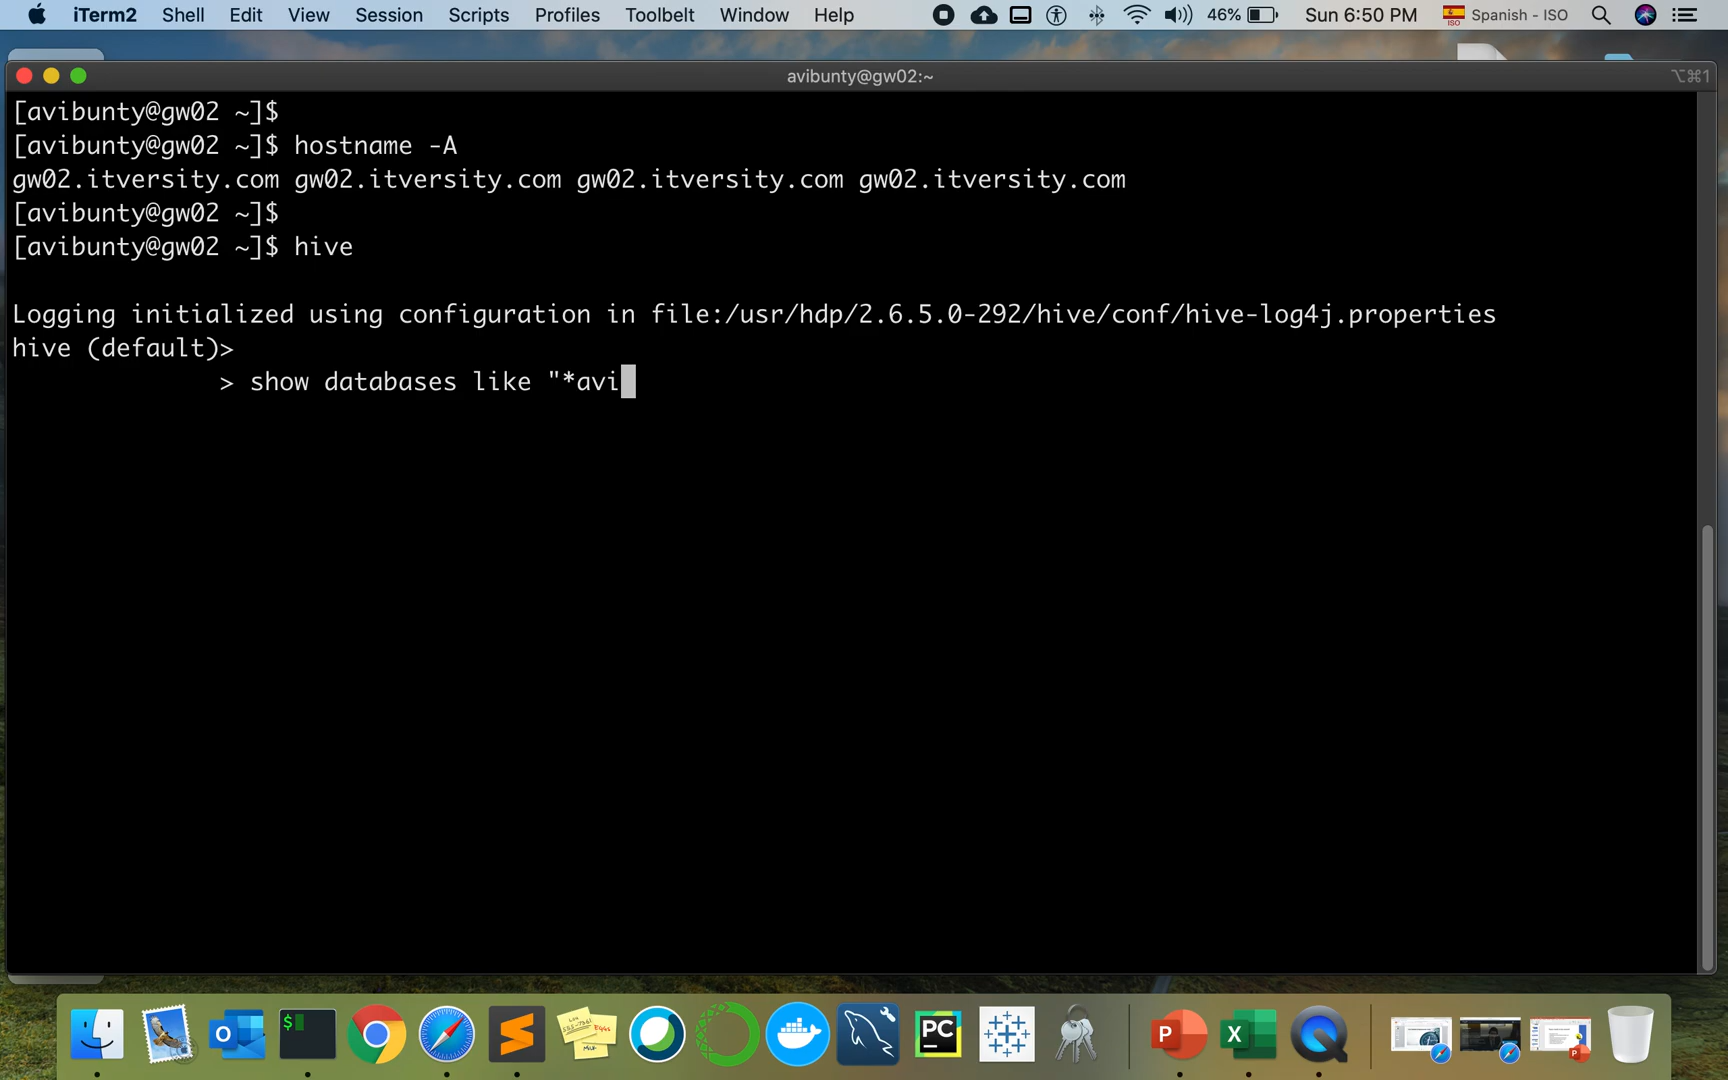 iTerm2 Shell Edit View Session Scripts Profiles Toolbelt Window Help 46% Sun 6:50 PM ISO Spanish - ISO
avibunty@gw02:~ ⌥⌘1
[avibunty@gw02 ~]$
[avibunty@gw02 ~]$ hostname -A
gw02.itversity.com gw02.itversity.com gw02.itversity.com gw02.itversity.com
[avibunty@gw02 ~]$
[avibunty@gw02 ~]$ hive
Logging initialized using configuration in file:/usr/hdp/2.6.5.0-292/hive/conf/hive-log4j.properties
hive (default)>
> show databases like "*avi
$ PC P X